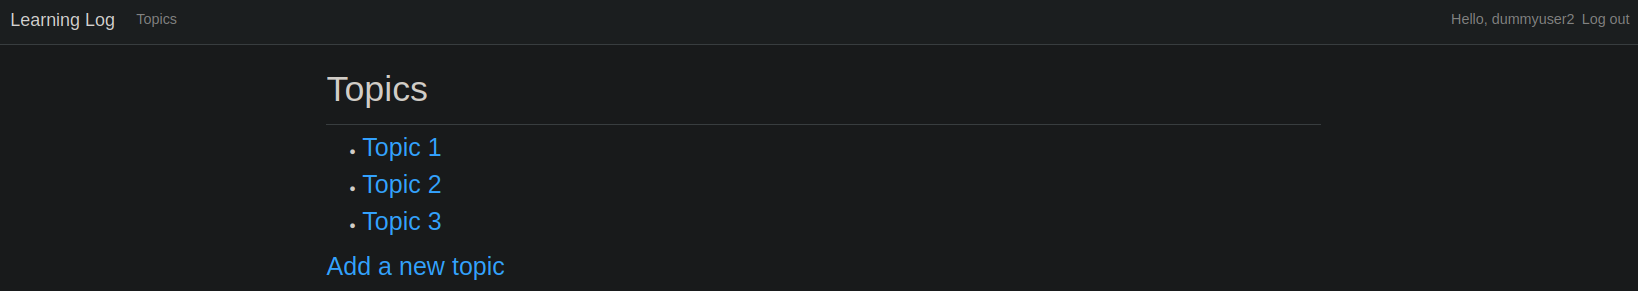 Learning Log Topics Hello, dummyuser2 Log out
Topics
• Topic 1
• Topic 2
• Topic 3
Add a new topic